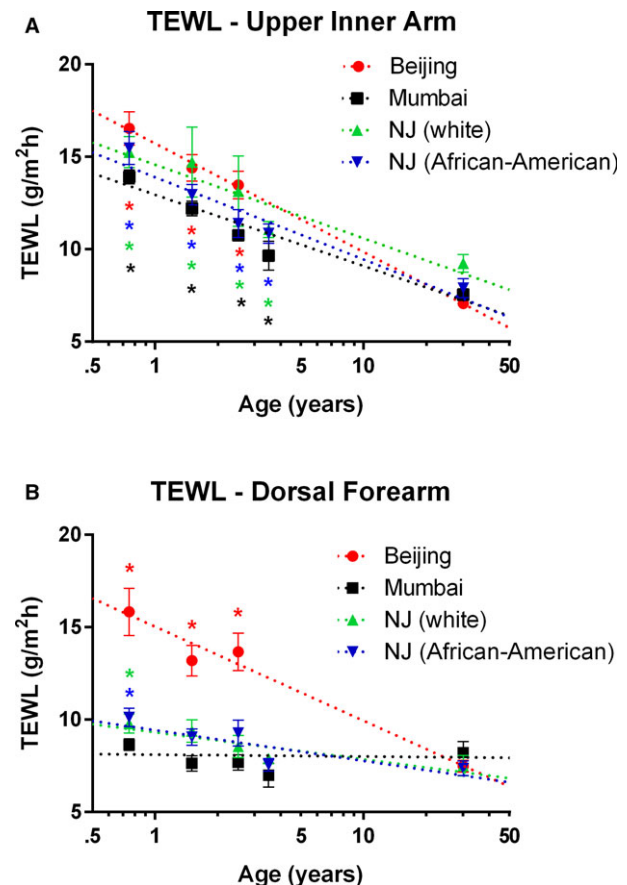 A
TEWL - Upper Inner Arm
Beijing
Mumbai
NJ (white)
NJ (African-American)
TEWL (g/m²h)
20
15
10
5
.5 1 5 10 50
Age (years)
* * *
* * * *
* * * *
* * * *
B
TEWL - Dorsal Forearm
Beijing
Mumbai
NJ (white)
NJ (African-American)
TEWL (g/m²h)
20
15
10
5
0
.5 1 5 10 50
Age (years)
* * *
*
*